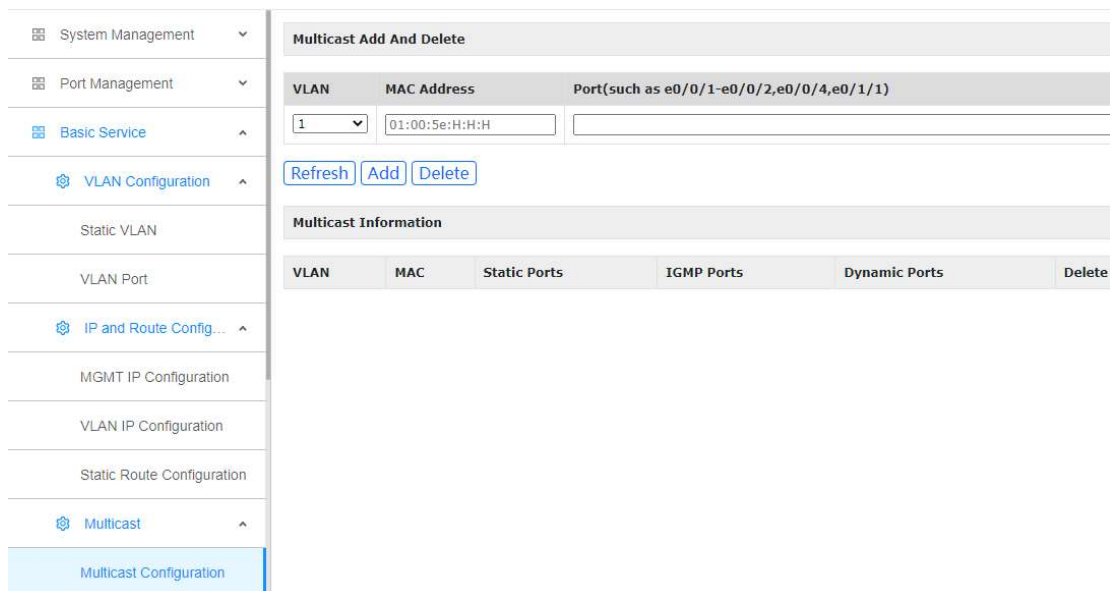 System Management
Port Management
Basic Service
VLAN Configuration
Static VLAN
VLAN Port
IP and Route Config...
MGMT IP Configuration
VLAN IP Configuration
Static Route Configuration
Multicast
Multicast Configuration
Multicast Add And Delete
VLAN MAC Address Port(such as e0/0/1-e0/0/2,e0/0/4,e0/1/1)
1 01:00:5e:H:H:H
Refresh Add Delete
Multicast Information
VLAN MAC Static Ports IGMP Ports Dynamic Ports Delete